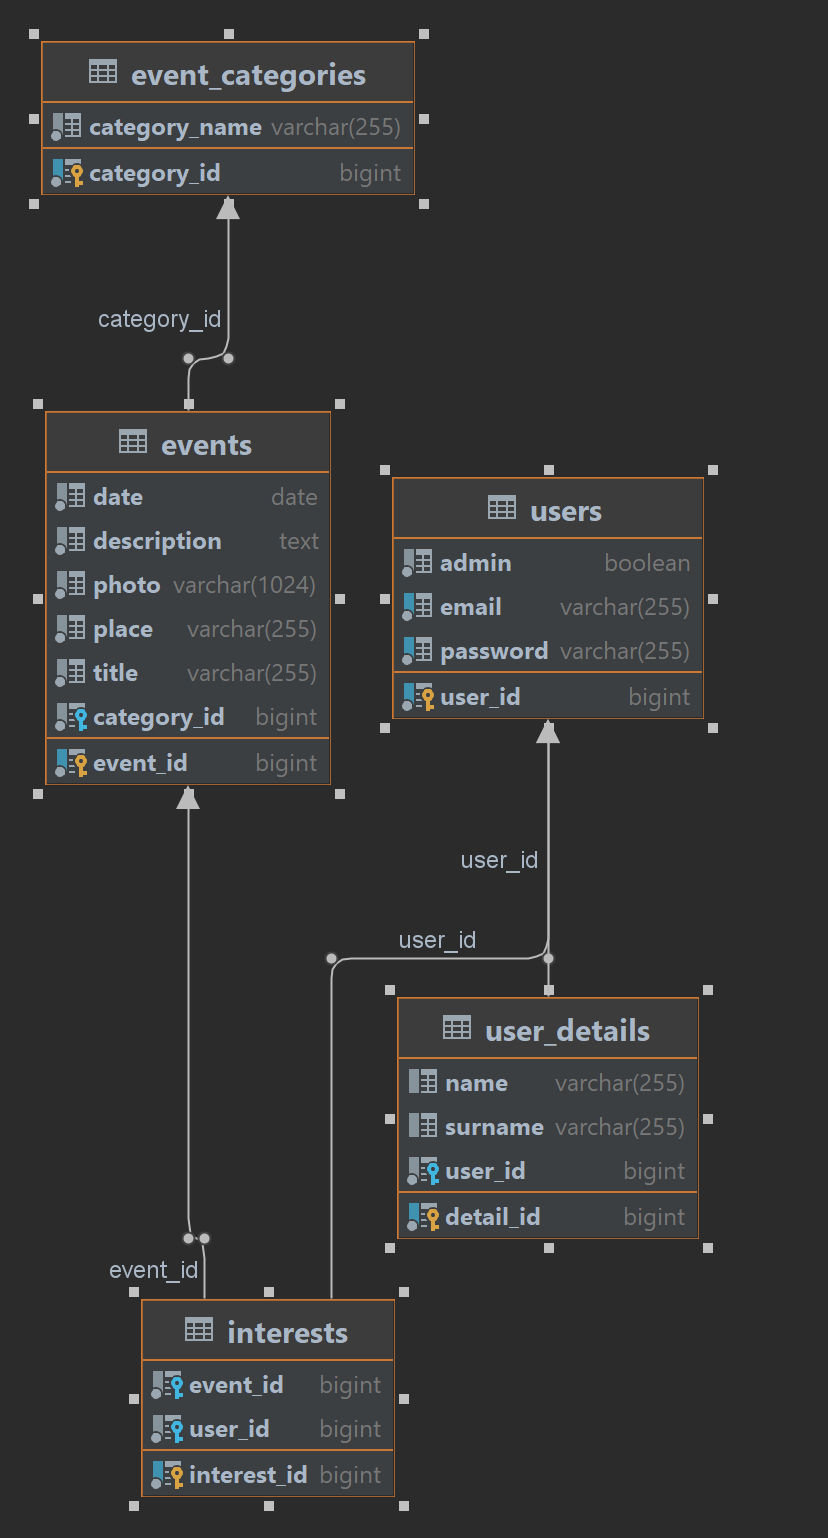 event_categories
category_name varchar(255)
category_id bigint
category_id
events
date date
description text
photo varchar(1024)
place varchar(255)
title varchar(255)
category_id bigint
event_id bigint
users
admin boolean
email varchar(255)
password varchar(255)
user_id bigint
user_id
user_id
user_details
name varchar(255)
surname varchar(255)
user_id bigint
detail_id bigint
event_id
interests
event_id bigint
user_id bigint
interest_id bigint